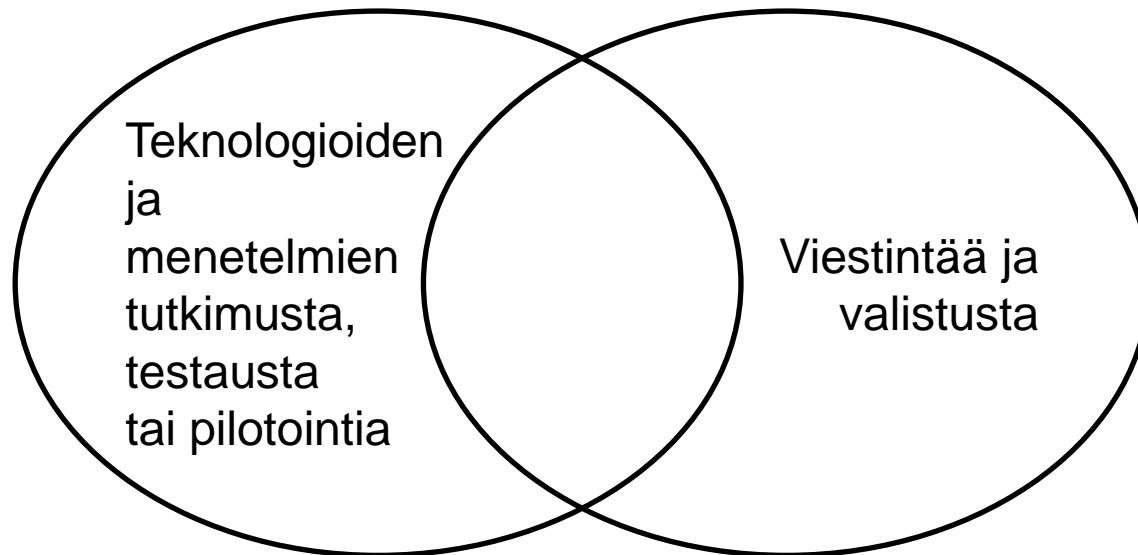 Teknologioiden
ja
menetelmien
tutkimusta,
testausta
tai pilotointia
Viestintää ja
valistusta